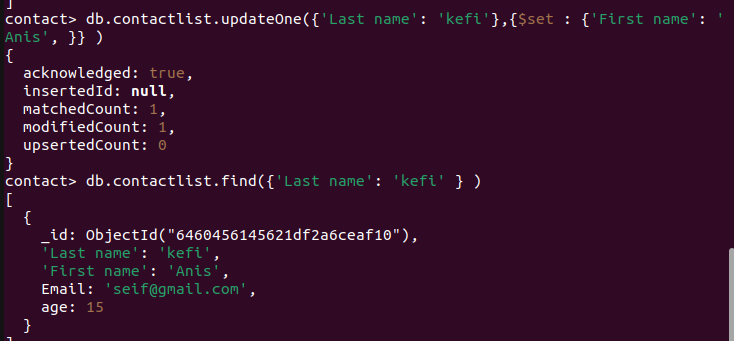 ]
contact> db.contactlist.updateOne({'Last name': 'kefi'},{$set : {'First name': '
Anis', }} )
{
  acknowledged: true,
  insertedId: null,
  matchedCount: 1,
  modifiedCount: 1,
  upsertedCount: 0
}
contact> db.contactlist.find({'Last name': 'kefi' } )
[
  {
    _id: ObjectId("6460456145621df2a6ceaf10"),
    'Last name': 'kefi',
    'First name': 'Anis',
    Email: 'seif@gmail.com',
    age: 15
  }
]